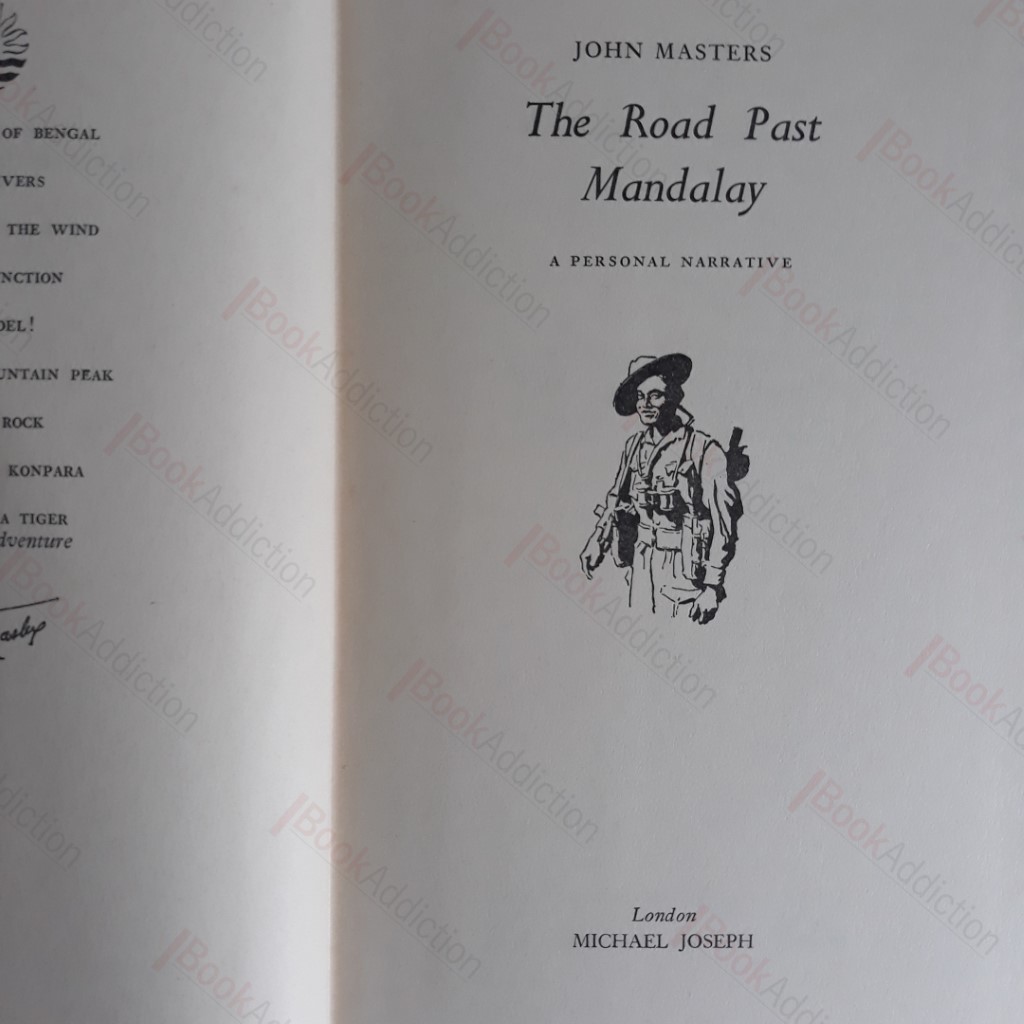 OF BENGAL
VERS
THE WIND
NCTION
DEL!
UNTAIN PEAK
ROCK
KONPARA
A TIGER
dventure
JOHN MASTERS
The Road Past
Mandalay
A PERSONAL NARRATIVE
London
MICHAEL JOSEPH
BookAddiction